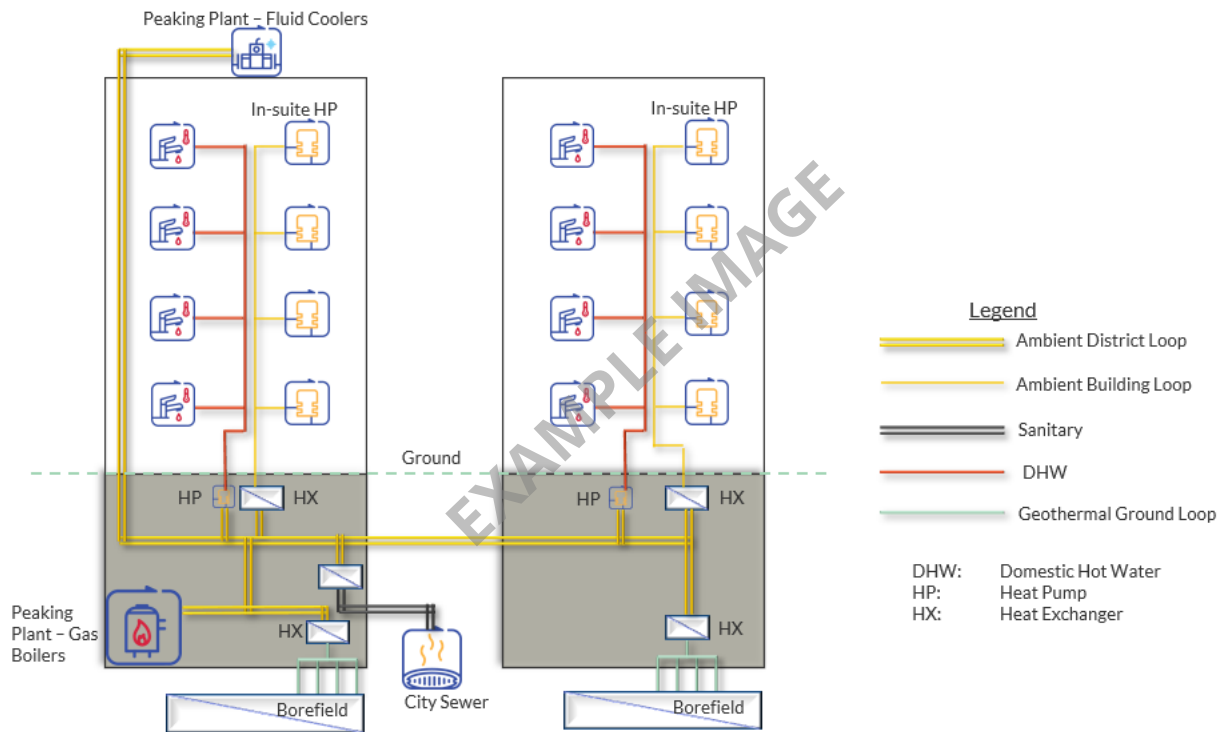 Peaking Plant – Fluid Coolers
In-suite HP
In-suite HP
EXAMPLE IMAGE
Legend
Ambient District Loop
Ambient Building Loop
Sanitary
DHW
Geothermal Ground Loop
DHW: Domestic Hot Water
HP: Heat Pump
HX: Heat Exchanger
Ground
HP
HX
HP
HX
Peaking
Plant – Gas
Boilers
HX
HX
City Sewer
Borefield
Borefield